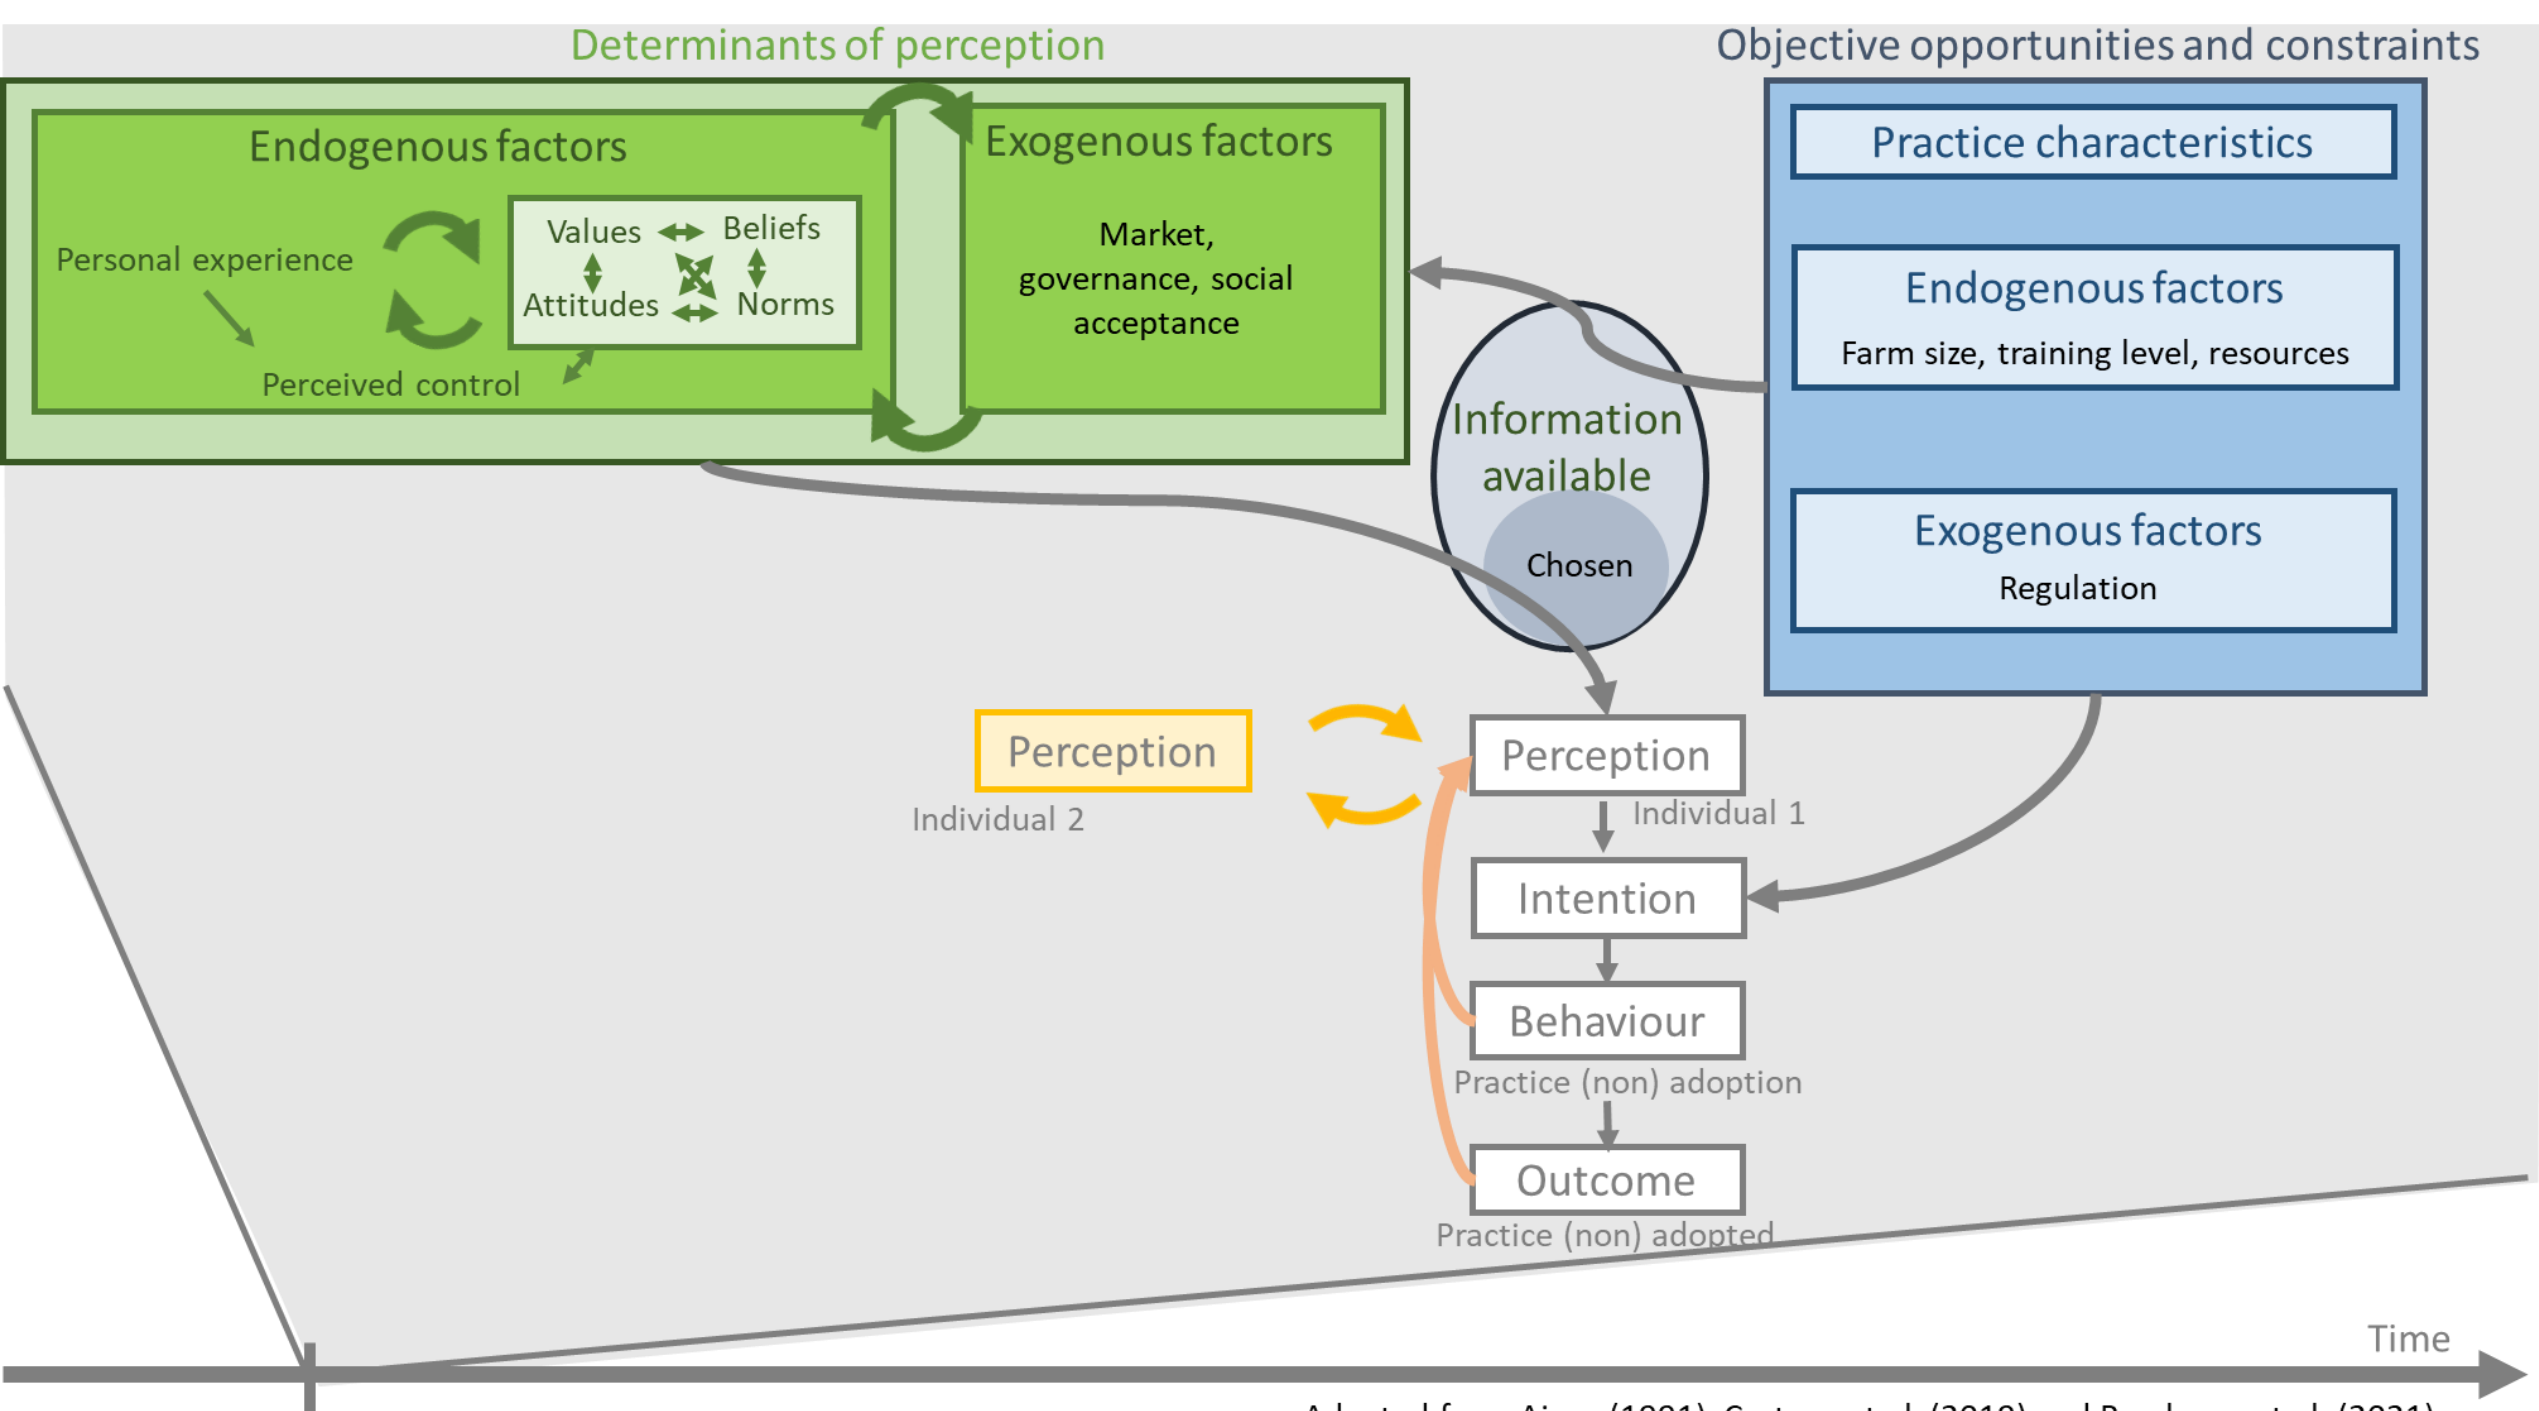 Determinants of perception
Objective opportunities and constraints
Endogenous factors
Personal experience
Values
Beliefs
Attitudes
Norms
Perceived control
Exogenous factors
Market,
governance, social
acceptance
Information
available
Chosen
Practice characteristics
Endogenous factors
Farm size, training level, resources
Exogenous factors
Regulation
Perception
Individual 2
Perception
Individual 1
Intention
Behaviour
Practice (non) adoption
Outcome
Practice (non) adopted
Time